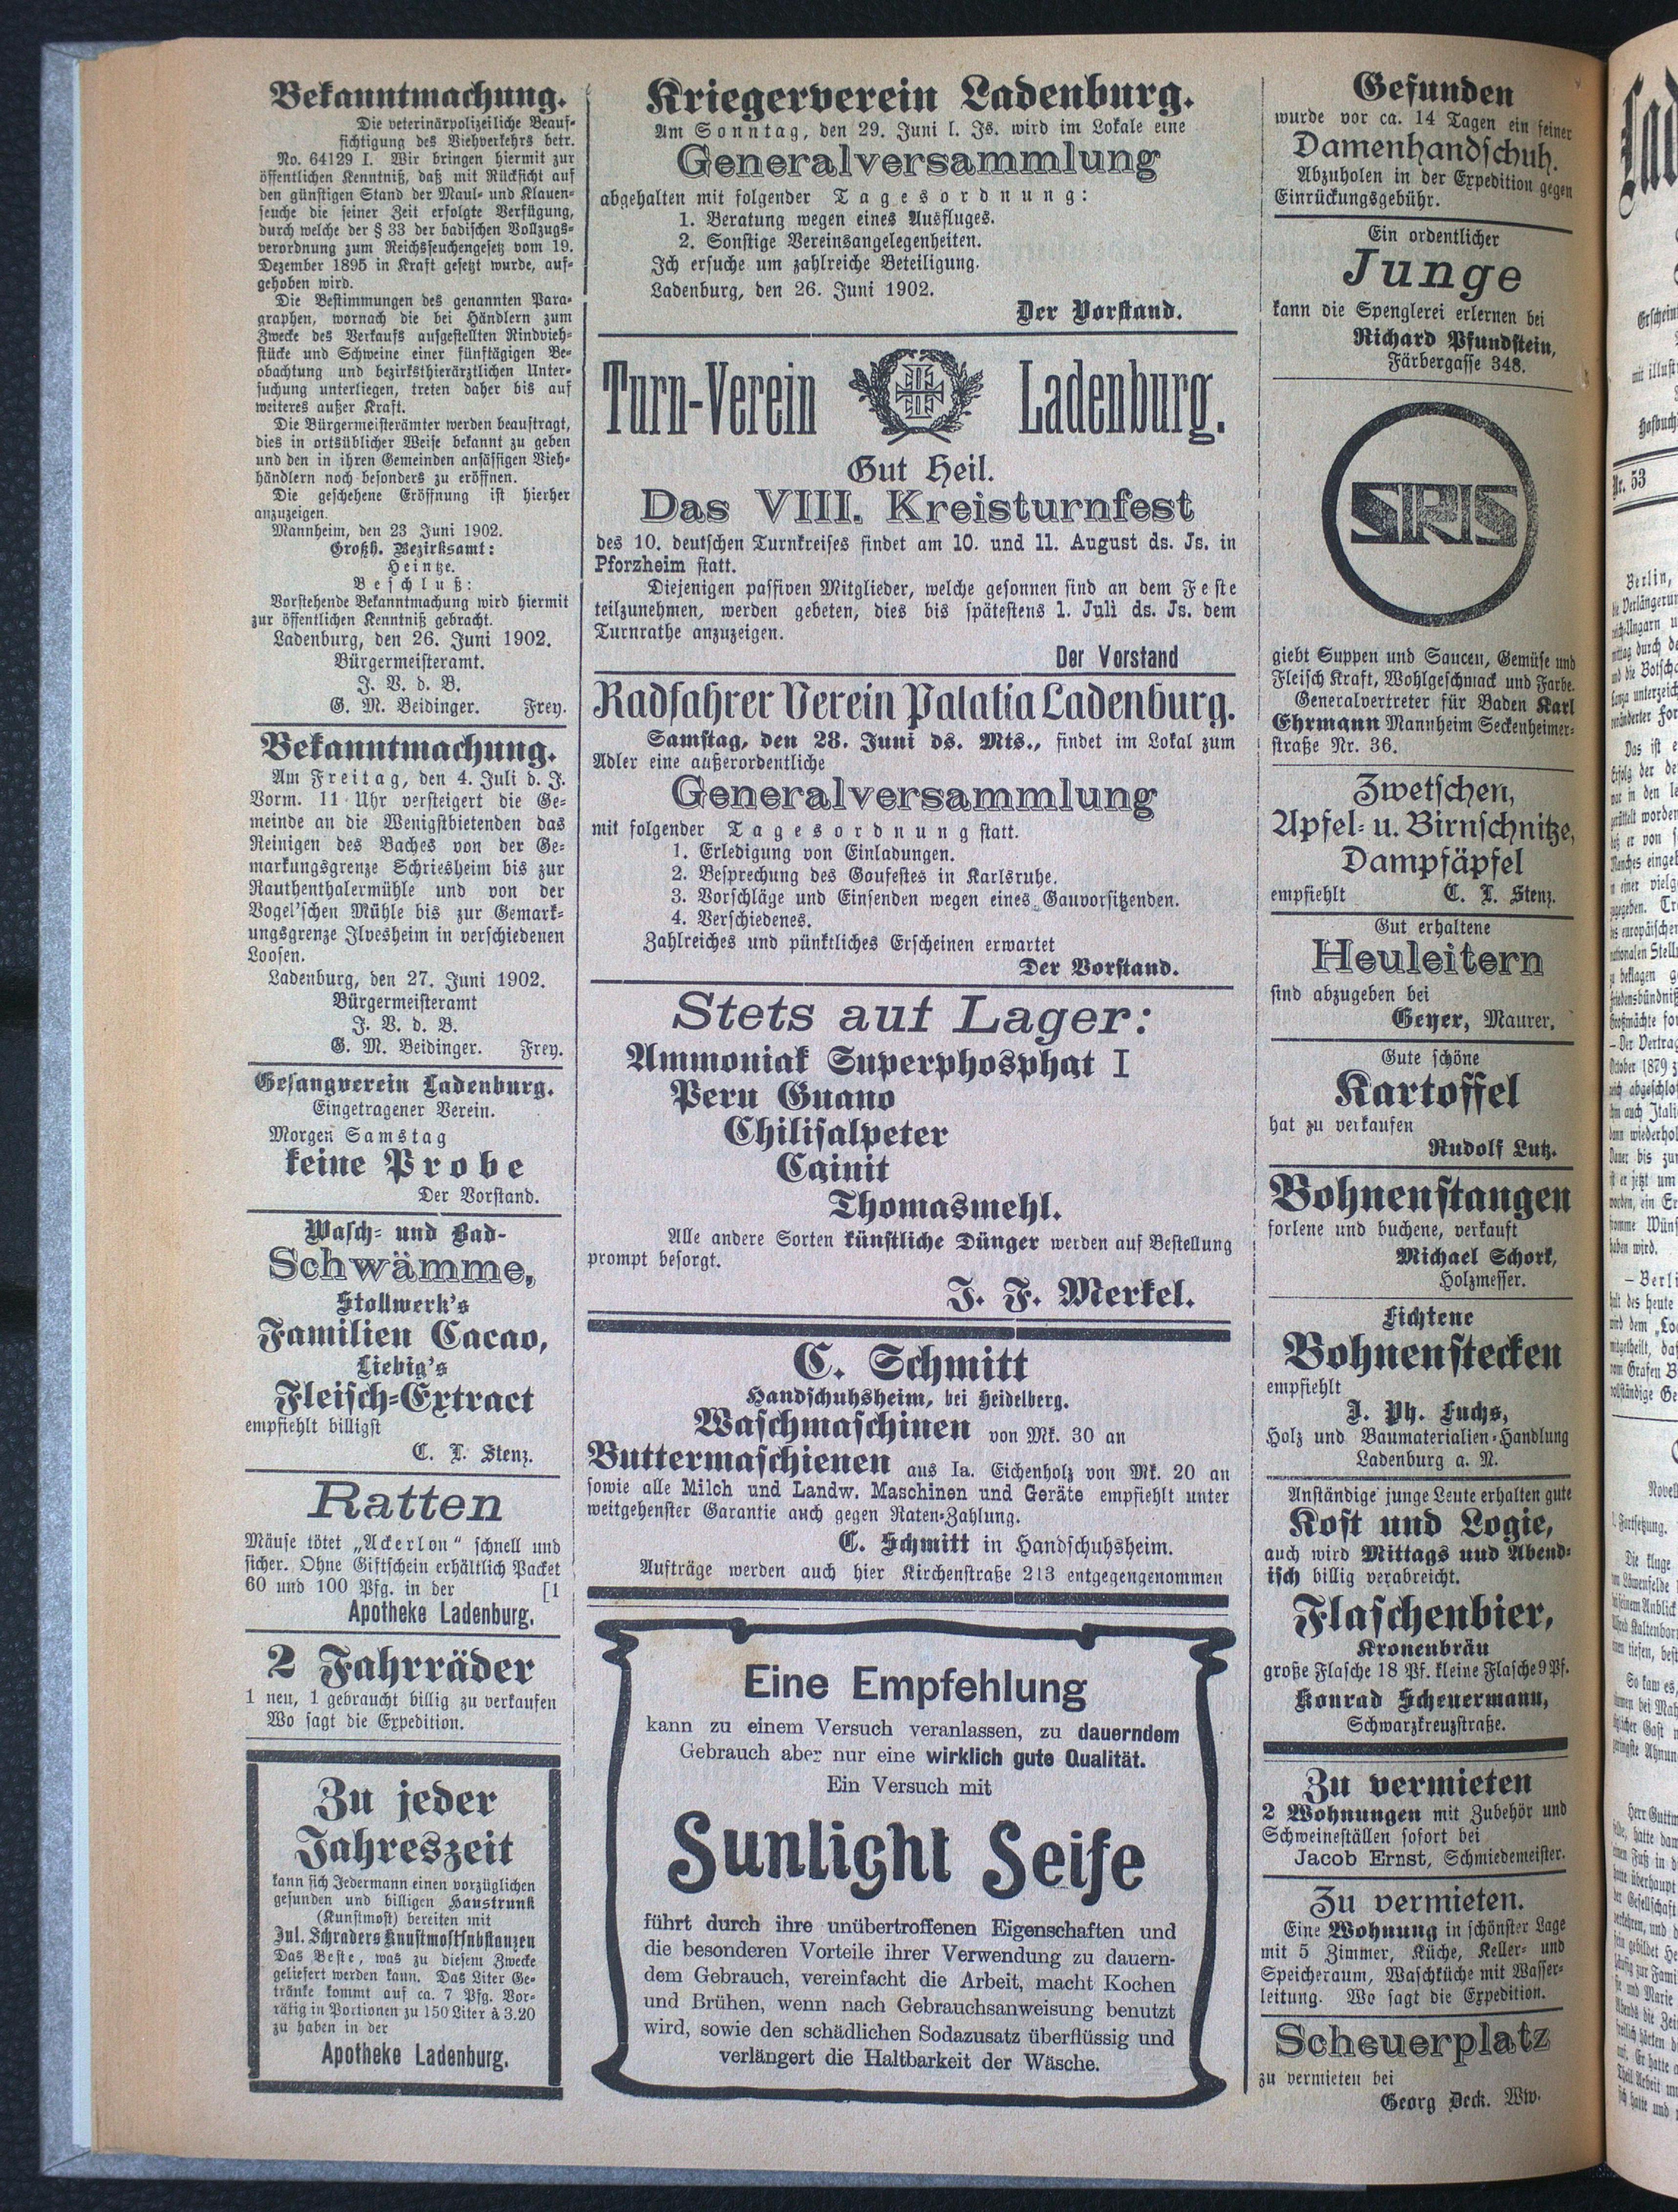 Bekanntmachung.
Die veterinärpolizeiliche Beauf-
sichtigung des Viehverkehrs betr.
No. 64129 I. Wir bringen hiermit zur
öffentlichen Kenntniß, daß mit Rücksicht auf
den günstigen Stand der Maul- und Klauen-
seuche die seiner Zeit erfolgte Verfügung,
durch welche der § 33 der badischen Vollzugs-
verordnung zum Reichsseuchengesetz vom 19.
Dezember 1895 in Kraft gesetzt wurde, auf-
gehoben wird.
Die Bestimmungen des genannten Para-
graphen, wornach die bei Händlern zum
Zwecke des Verkaufs aufgestellten Rindvieh-
stücke und Schweine einer fünftägigen Be-
obachtung und bezirksthierärztlichen Unter-
suchung unterliegen, treten daher bis auf
weiteres außer Kraft.
Die Bürgermeisterämter werden beauftragt,
dies in ortsüblicher Weise bekannt zu geben
und den in ihren Gemeinden ansässigen Vieh-
händlern noch besonders zu eröffnen.
Die geschehene Eröffnung ist hierher
anzuzeigen.
Mannheim, den 23 Juni 1902.
Großh. Bezirksamt:
Heintze.
Beschluß:
Vorstehende Bekanntmachung wird hiermit
zur öffentlichen Kenntniß gebracht.
Ladenburg, den 26. Juni 1902.
Bürgermeisteramt.
J. V. d. B.
G. M. Beidinger. Frey.
Bekanntmachung.
Am Freitag, den 4. Juli d. J.
Vorm. 11 Uhr versteigert die Ge-
meinde an die Wenigstbietenden das
Reinigen des Baches von der Ge-
markungsgrenze Schriesheim bis zur
Rauthenthalermühle und von der
Vogel'schen Mühle bis zur Gemark-
ungsgrenze Ilvesheim in verschiedenen
Loosen.
Ladenburg, den 27. Juni 1902.
Bürgermeisteramt
J. V. d. B.
G. M. Beidinger. Frey.
Gesangverein Ladenburg.
Eingetragener Verein.
Morgen Samstag
keine Probe
Der Vorstand.
Wasch- und Bad-
Schwämme,
Stollwerk's
Familien Cacao,
Liebig's
Fleisch-Extract
empfiehlt billigst
C. L. Stenz.
Ratten
Mäuse tötet „Ackerlon“ schnell und
sicher. Ohne Giftschein erhältlich Packet
60 und 100 Pfg. in der [1
Apotheke Ladenburg.
2 Fahrräder
1 neu, 1 gebraucht billig zu verkaufen
Wo sagt die Expedition.
Zu jeder
Jahreszeit
kann sich Jedermann einen vorzüglichen
gesunden und billigen Haustrunk
(Kunstmost) bereiten mit
Jul. Schraders Kunstmostsubstanzen
Das Beste, was zu diesem Zwecke
geliefert werden kann. Das Liter Ge-
tränke kommt auf ca. 7 Pfg. Vor-
rätig in Portionen zu 150 Liter à 3.20
zu haben in der
Apotheke Ladenburg.
Kriegerverein Ladenburg.
Am Sonntag, den 29. Juni l. Js. wird im Lokale eine
Generalversammlung
abgehalten mit folgender Tagesordnung:
1. Beratung wegen eines Ausfluges.
2. Sonstige Vereinsangelegenheiten.
Ich ersuche um zahlreiche Beteiligung.
Ladenburg, den 26. Juni 1902.
Der Vorstand.
Turn-Verein Ladenburg.
Gut Heil.
Das VIII. Kreisturnfest
des 10. deutschen Turnkreises findet am 10. und 11. August ds. Js. in
Pforzheim statt.
Diejenigen passiven Mitglieder, welche gesonnen sind an dem Feste
teilzunehmen, werden gebeten, dies bis spätestens 1. Juli ds. Js. dem
Turnrathe anzuzeigen.
Der Vorstand
Radfahrer Verein Palatia Ladenburg.
Samstag, den 28. Juni ds. Mts., findet im Lokal zum
Adler eine außerordentliche
Generalversammlung
mit folgender Tagesordnung statt.
1. Erledigung von Einladungen.
2. Besprechung des Gaufestes in Karlsruhe.
3. Vorschläge und Einsenden wegen eines Gauvorsitzenden.
4. Verschiedenes.
Zahlreiches und pünktliches Erscheinen erwartet
Der Vorstand.
Stets auf Lager:
Ammoniak Superphosphat I
Peru Guano
Chilisalpeter
Cainit
Thomasmehl.
Alle andere Sorten künstliche Dünger werden auf Bestellung
prompt besorgt.
J. F. Merkel.
C. Schmitt
Handschuhsheim, bei Heidelberg.
Waschmaschinen von Mk. 30 an
Buttermaschienen aus Ia. Eichenholz von Mk. 20 an
sowie alle Milch und Landw. Maschinen und Geräte empfiehlt unter
weitgehenster Garantie auch gegen Raten-Zahlung.
C. Schmitt in Handschuhsheim.
Aufträge werden auch hier Kirchenstraße 213 entgegengenommen
Eine Empfehlung
kann zu einem Versuch veranlassen, zu dauerndem
Gebrauch aber nur eine wirklich gute Qualität.
Ein Versuch mit
Sunlight Seife
führt durch ihre unübertroffenen Eigenschaften und
die besonderen Vorteile ihrer Verwendung zu dauern-
dem Gebrauch, vereinfacht die Arbeit, macht Kochen
und Brühen, wenn nach Gebrauchsanweisung benutzt
wird, sowie den schädlichen Sodazusatz überflüssig und
verlängert die Haltbarkeit der Wäsche.
Gefunden
wurde vor ca. 14 Tagen ein feiner
Damenhandschuh.
Abzuholen in der Expedition gegen
Einrückungsgebühr.
Ein ordentlicher
Junge
kann die Spenglerei erlernen bei
Richard Pfundstein,
Färbergasse 348.
SIRIS
giebt Suppen und Saucen, Gemüse und
Fleisch Kraft, Wohlgeschmack und Farbe.
Generalvertreter für Baden Karl
Ehrmann Mannheim Seckenheimer-
straße Nr. 36.
Zwetschen,
Apfel- u. Birnschnitze,
Dampfäpfel
empfiehlt C. L. Stenz.
Gut erhaltene
Heuleitern
sind abzugeben bei
Geyer, Maurer.
Gute schöne
Kartoffel
hat zu verkaufen
Rudolf Lutz.
Bohnenstangen
forlene und buchene, verkauft
Michael Schork,
Holzmesser.
Fichtene
Bohnenstecken
empfiehlt
J. Ph. Fuchs,
Holz und Baumaterialien-Handlung
Ladenburg a. N.
Anständige junge Leute erhalten gute
Kost und Logie,
auch wird Mittags und Abend-
isch billig verabreicht.
Flaschenbier,
Kronenbräu
große Flasche 18 Pf. kleine Flasche 9 Pf.
Konrad Scheuermann,
Schwarzkreuzstraße.
Zu vermieten
2 Wohnungen mit Zubehör und
Schweineställen sofort bei
Jacob Ernst, Schmiedemeister.
Zu vermieten.
Eine Wohnung in schönster Lage
mit 5 Zimmer, Küche, Keller- und
Speicheraum, Waschküche mit Wasser-
leitung. Wo sagt die Expedition.
Scheuerplatz
zu vermieten bei
Georg Deck. Ww.
Nr. 53
Berlin,